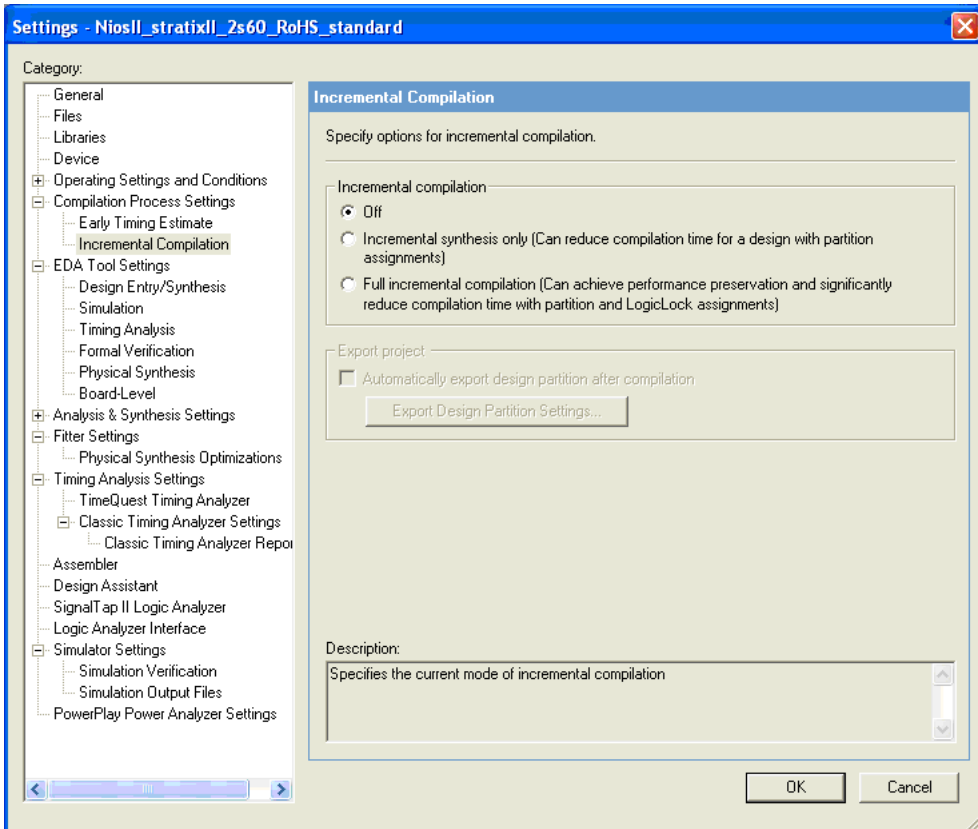 Settings - NiosII_stratixII_2s60_RoHS_standard
Category:
General
Files
Libraries
Device
Operating Settings and Conditions
Compilation Process Settings
Early Timing Estimate
Incremental Compilation
EDA Tool Settings
Design Entry/Synthesis
Simulation
Timing Analysis
Formal Verification
Physical Synthesis
Board-Level
Analysis & Synthesis Settings
Fitter Settings
Physical Synthesis Optimizations
Timing Analysis Settings
TimeQuest Timing Analyzer
Classic Timing Analyzer Settings
Classic Timing Analyzer Repor
Assembler
Design Assistant
SignalTap II Logic Analyzer
Logic Analyzer Interface
Simulator Settings
Simulation Verification
Simulation Output Files
PowerPlay Power Analyzer Settings
Incremental Compilation
Specify options for incremental compilation.
Incremental compilation
Off
Incremental synthesis only (Can reduce compilation time for a design with partition
assignments)
Full incremental compilation (Can achieve performance preservation and significantly
reduce compilation time with partition and LogicLock assignments)
Export project
Automatically export design partition after compilation
Export Design Partition Settings...
Description:
Specifies the current mode of incremental compilation
OK
Cancel